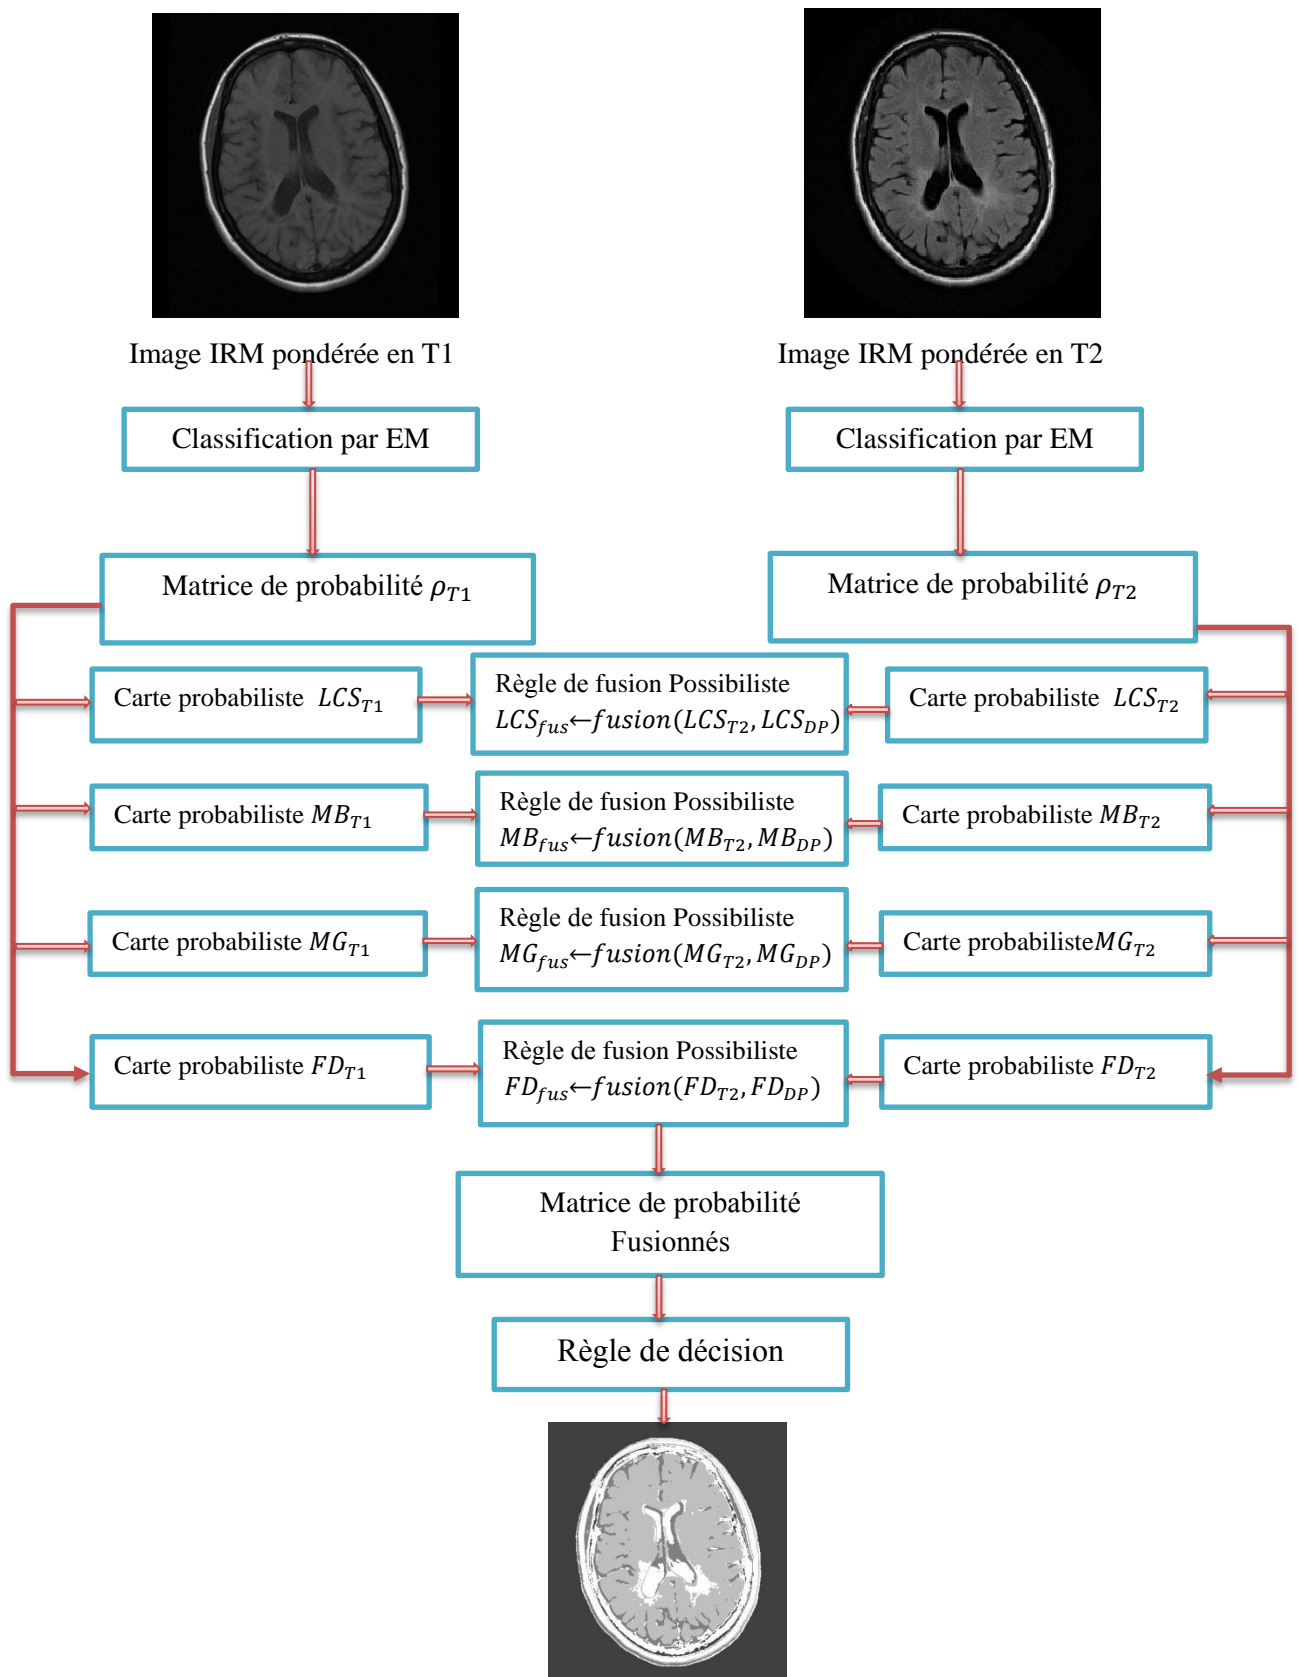 Image IRM pondérée en T1
Image IRM pondérée en T2
Classification par EM
Classification par EM
Matrice de probabilité ρT1
Matrice de probabilité ρT2
Carte probabiliste LCST1
Règle de fusion Possibiliste
LCSfus←fusion(LCST2, LCSDP)
Carte probabiliste LCST2
Carte probabiliste MBT1
Règle de fusion Possibiliste
MBfus←fusion(MBT2, MBDP)
Carte probabiliste MBT2
Carte probabiliste MGT1
Règle de fusion Possibiliste
MGfus←fusion(MGT2, MGDP)
Carte probabilisteMGT2
Carte probabiliste FDT1
Règle de fusion Possibiliste
FDfus←fusion(FDT2, FDDP)
Carte probabiliste FDT2
Matrice de probabilité
Fusionnés
Règle de décision